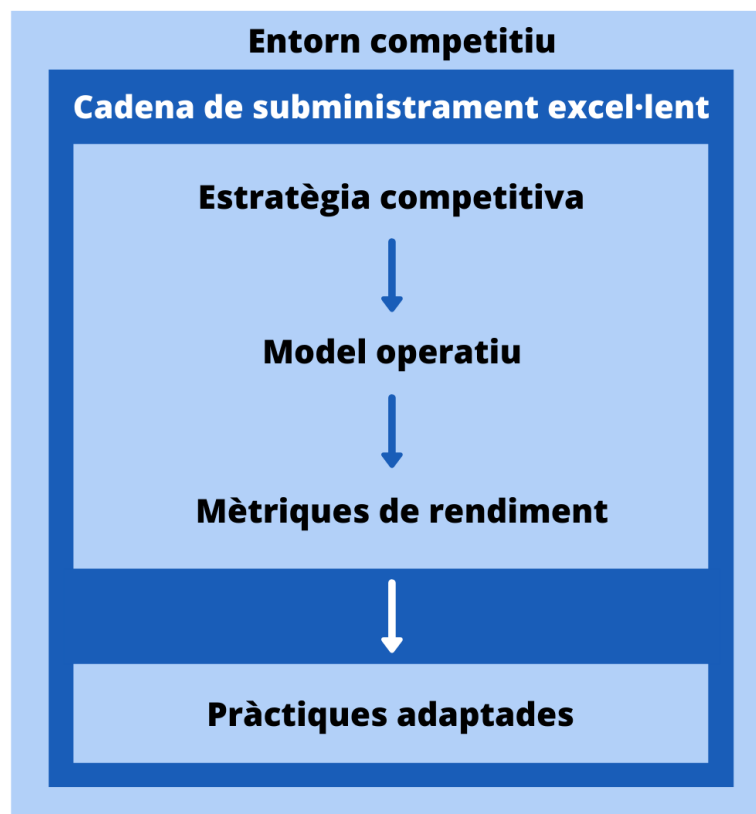 Entorn competitiu
Cadena de subministrament excel·lent
Estratègia competitiva
Model operatiu
Mètriques de rendiment
Pràctiques adaptades